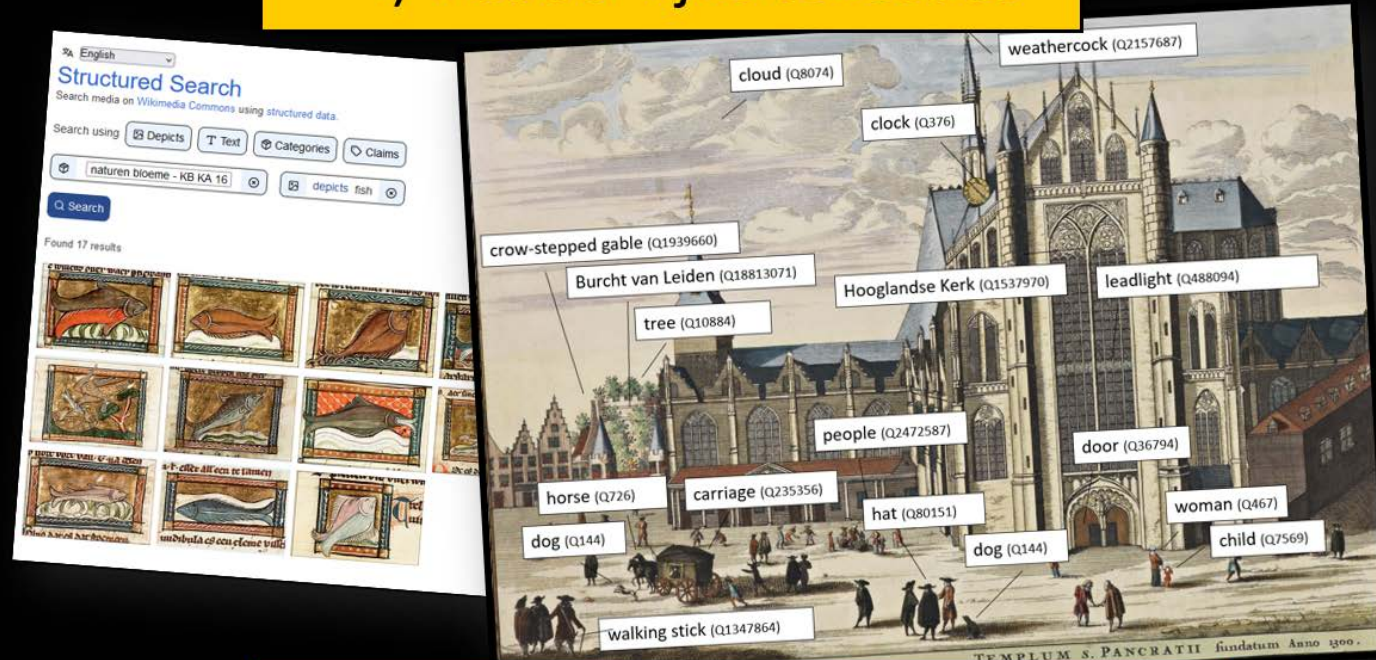 English
Structured Search
Search media on Wikimedia Commons using structured data.
Search using Depicts Text Categories Claims
naturen bloeme - KB KA 16 depicts fish
Search
Found 17 results
weathercock (Q2157687)
cloud (Q8074)
clock (Q376)
crow-stepped gable (Q1939660)
Burcht van Leiden (Q18813071)
Hooglandse Kerk (Q1537970)
leadlight (Q488094)
tree (Q10884)
people (Q2472587)
door (Q36794)
horse (Q726)
carriage (Q235356)
hat (Q80151)
woman (Q467)
dog (Q144)
dog (Q144)
child (Q7569)
walking stick (Q1347864)
TEMPLUM S. PANCRATII fundatum Anno 1300.